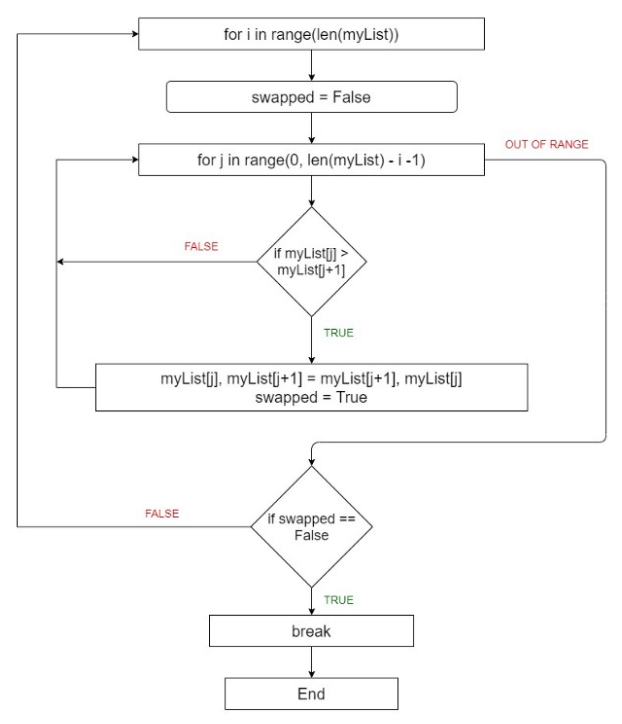 for i in range(len(myList))
swapped = False
for j in range(0, len(myList) - i -1)
OUT OF RANGE
FALSE
if myList[j] >
myList[j+1]
TRUE
myList[j], myList[j+1] = myList[j+1], myList[j]
swapped = True
FALSE
if swapped ==
False
TRUE
break
End